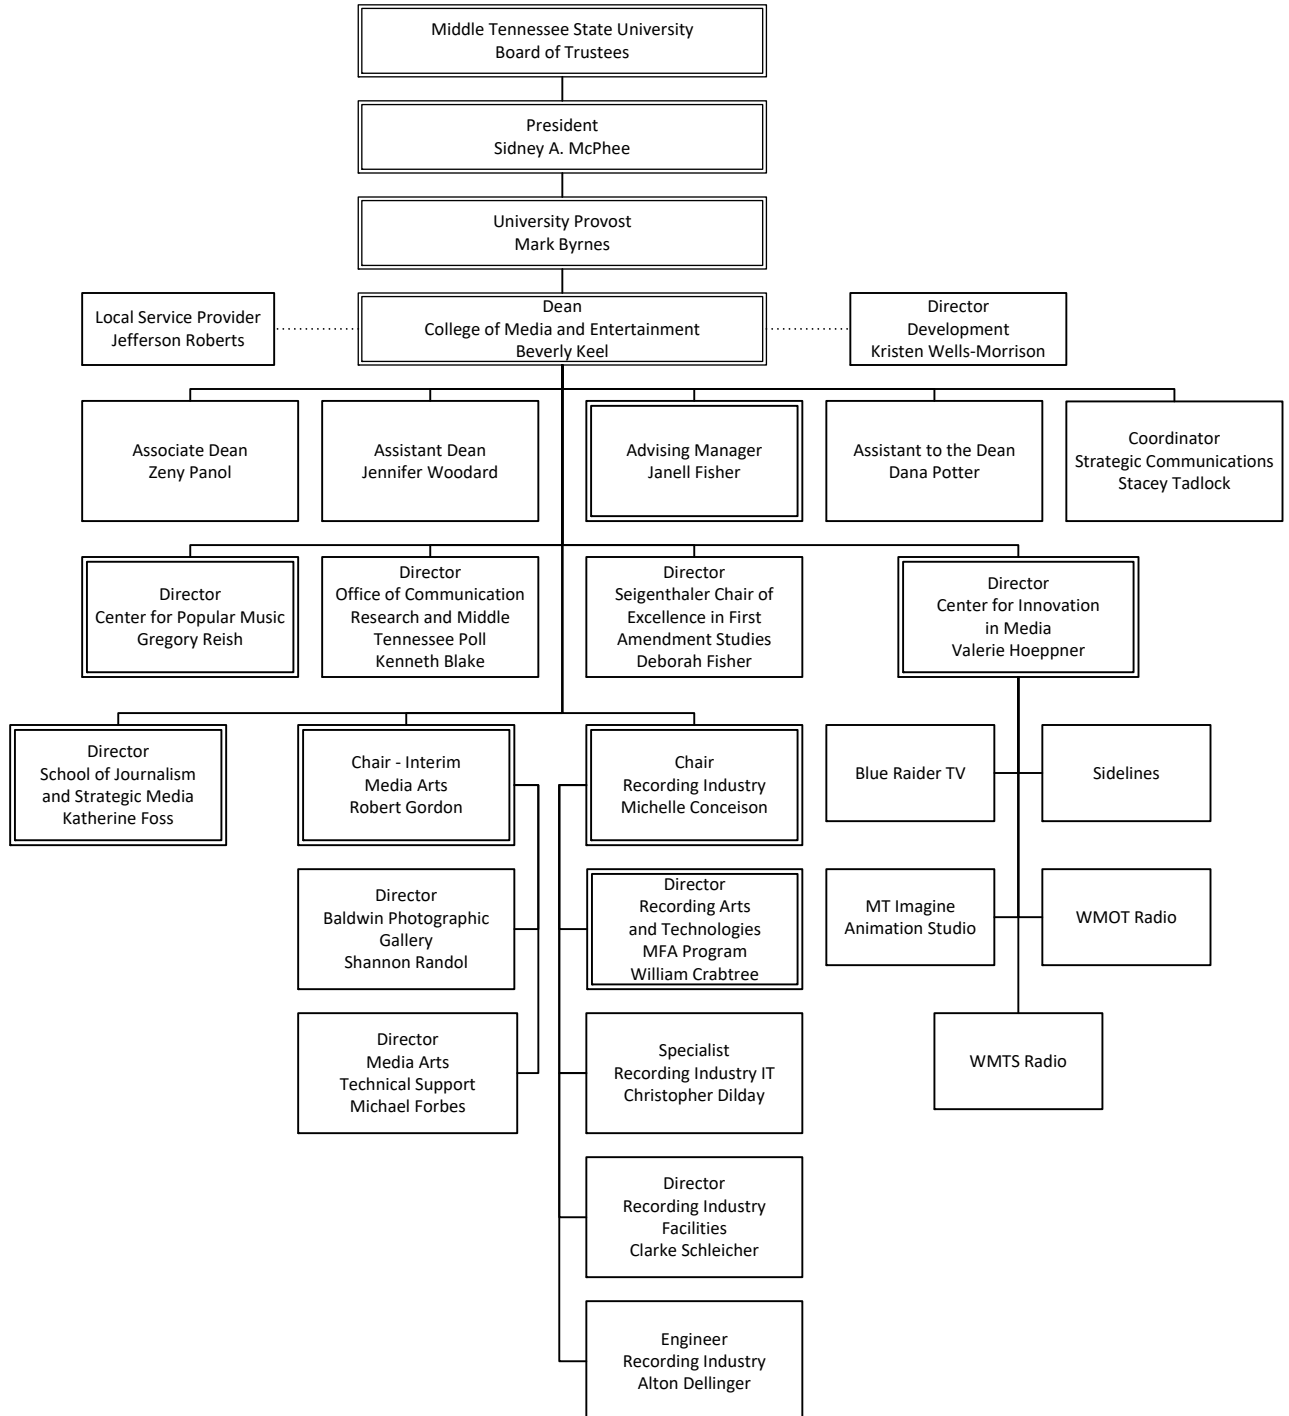 Middle Tennessee State University
Board of Trustees
President
Sidney A. McPhee
University Provost
Mark Byrnes
Local Service Provider
Jefferson Roberts
Dean
College of Media and Entertainment
Beverly Keel
Director
Development
Kristen Wells-Morrison
Associate Dean
Zeny Panol
Assistant Dean
Jennifer Woodard
Advising Manager
Janell Fisher
Assistant to the Dean
Dana Potter
Coordinator
Strategic Communications
Stacey Tadlock
Director
Center for Popular Music
Gregory Reish
Director
Office of Communication
Research and Middle
Tennessee Poll
Kenneth Blake
Director
Seigenthaler Chair of
Excellence in First
Amendment Studies
Deborah Fisher
Director
Center for Innovation
in Media
Valerie Hoeppner
Director
School of Journalism
and Strategic Media
Katherine Foss
Chair - Interim
Media Arts
Robert Gordon
Chair
Recording Industry
Michelle Conceison
Blue Raider TV
Sidelines
Director
Baldwin Photographic
Gallery
Shannon Randol
Director
Recording Arts
and Technologies
MFA Program
William Crabtree
MT Imagine
Animation Studio
WMOT Radio
Director
Media Arts
Technical Support
Michael Forbes
Specialist
Recording Industry IT
Christopher Dilday
WMTS Radio
Director
Recording Industry
Facilities
Clarke Schleicher
Engineer
Recording Industry
Alton Dellinger